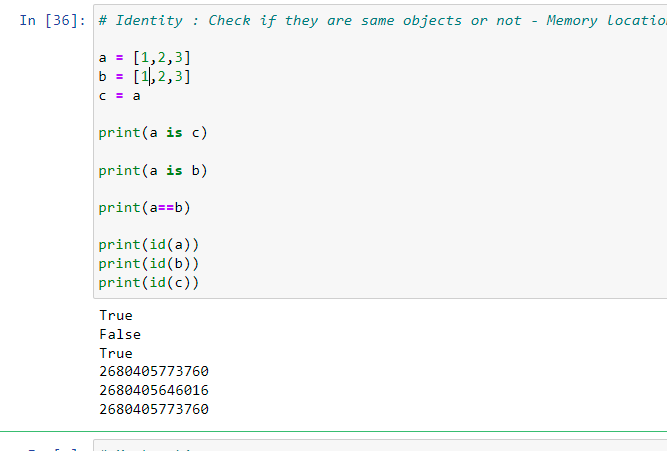 In [36]: # Identity : Check if they are same objects or not - Memory Locatio
a = [1,2,3]
b = [1,2,3]
c = a
print(a is c)
print(a is b)
print(a==b)
print(id(a))
print(id(b))
print(id(c))
True
False
True
2680405773760
2680405646016
2680405773760